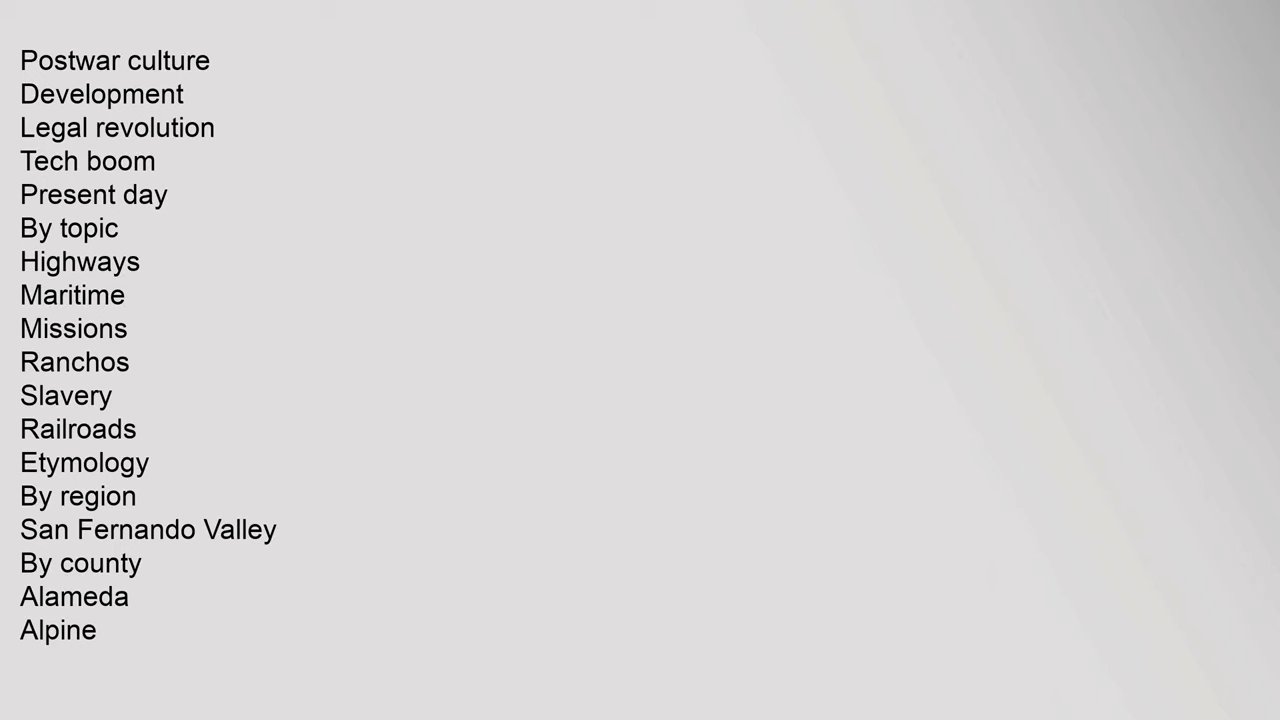 Postwar culture
Development
Legal revolution
Tech boom
Present day
By topic
Highways
Maritime
Missions
Ranchos
Slavery
Railroads
Etymology
By region
San Fernando Valley
By county
Alameda
Alpine